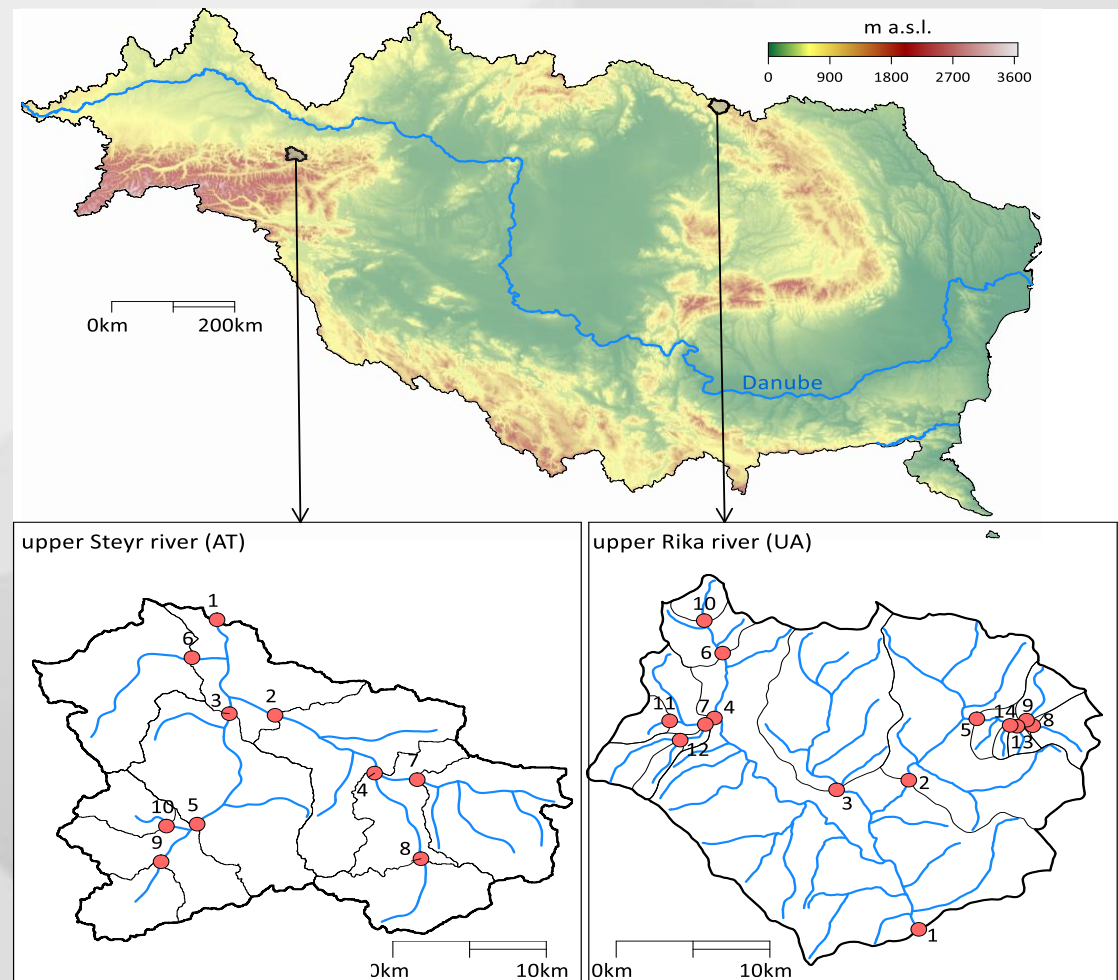 m a.s.l.
0 900 1800 2700 3600
0km 200km
Danube
upper Steyr river (AT)
1
6
3 2
7
4
10 5
9
8
0km 10km
upper Rika river (UA)
10
6
11 7 4
12
14 9
5 8
13
2
3
1
0km 10km